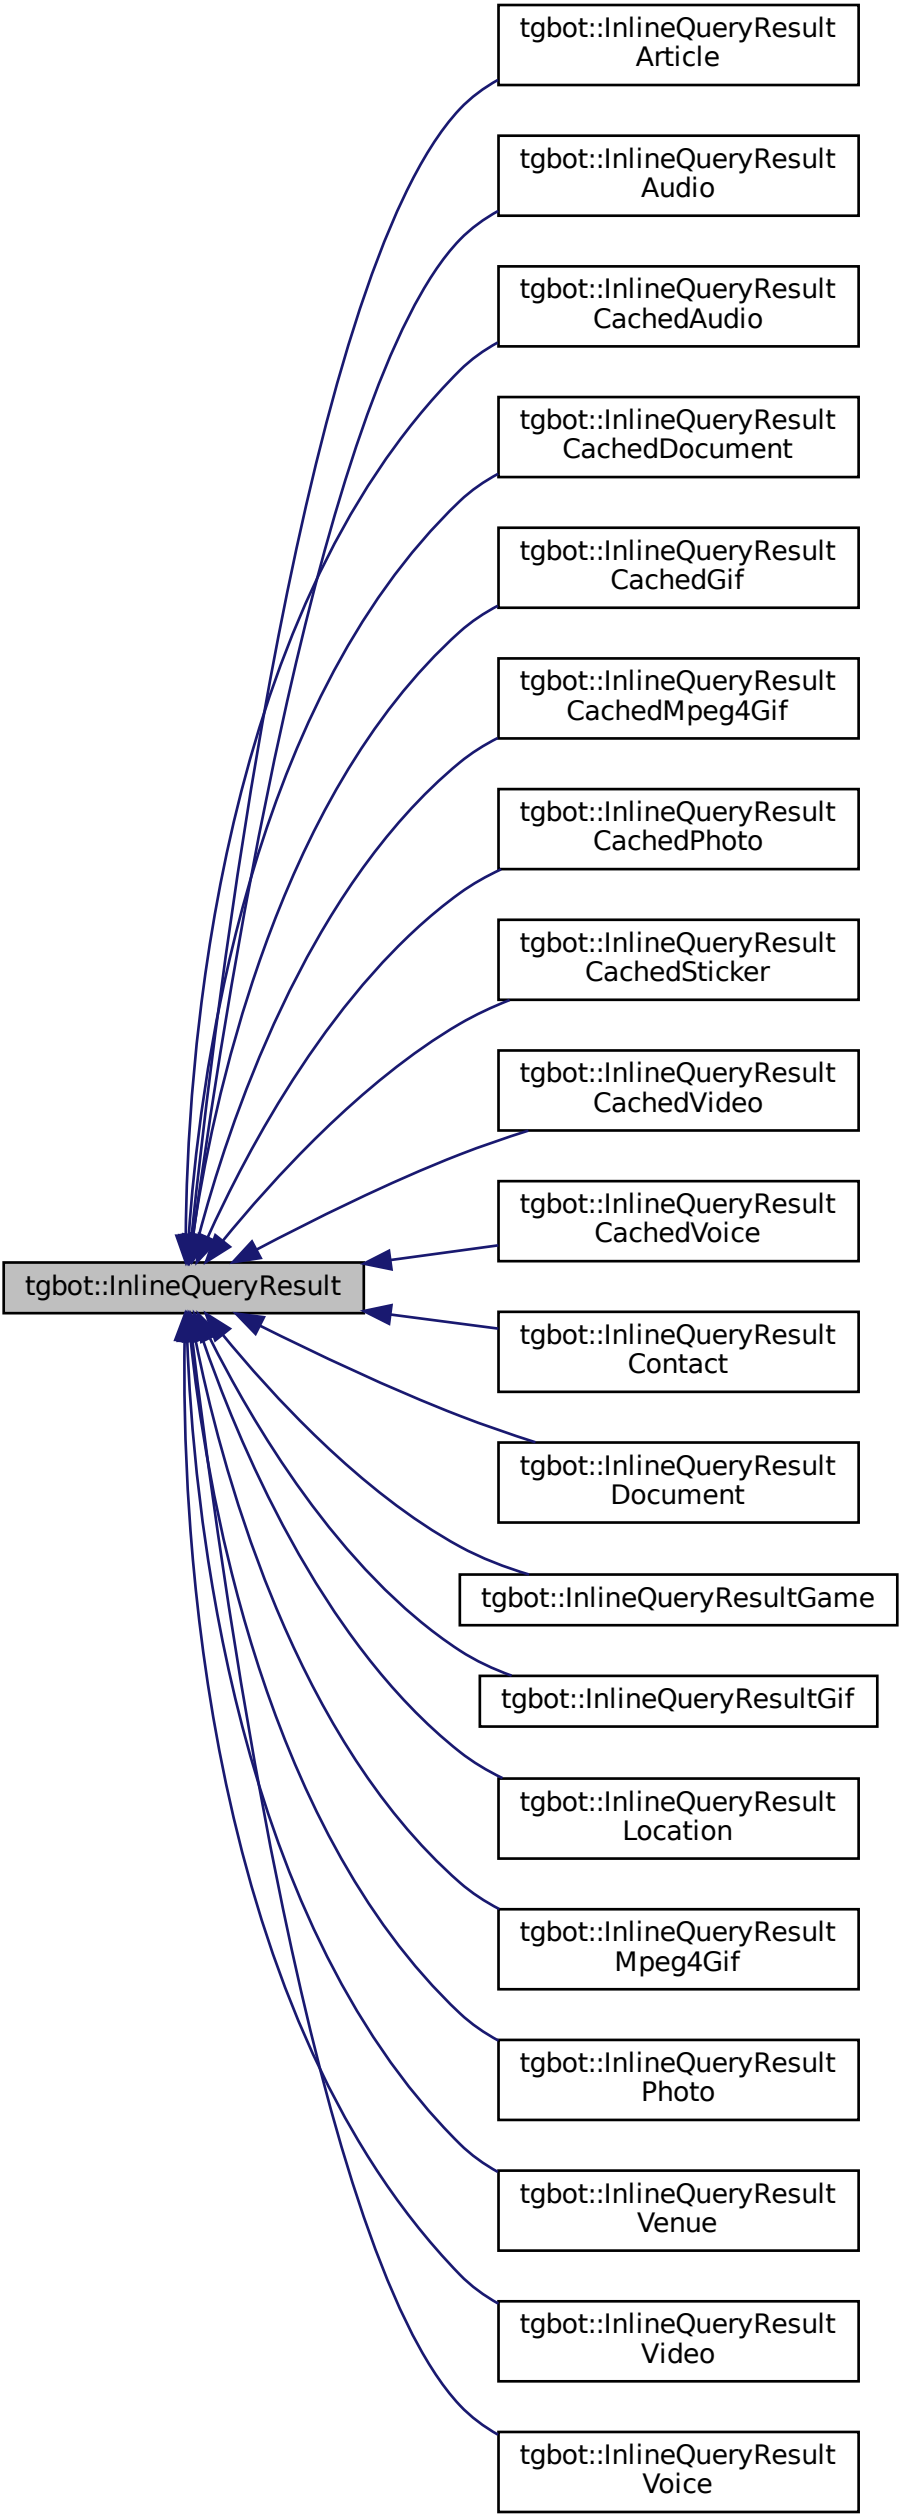 tgbot::InlineQueryResult
Article
tgbot::InlineQueryResult
Audio
tgbot::InlineQueryResult
CachedAudio
tgbot::InlineQueryResult
CachedDocument
tgbot::InlineQueryResult
CachedGif
tgbot::InlineQueryResult
CachedMpeg4Gif
tgbot::InlineQueryResult
CachedPhoto
tgbot::InlineQueryResult
CachedSticker
tgbot::InlineQueryResult
CachedVideo
tgbot::InlineQueryResult
CachedVoice
tgbot::InlineQueryResult
tgbot::InlineQueryResult
Contact
tgbot::InlineQueryResult
Document
tgbot::InlineQueryResultGame
tgbot::InlineQueryResultGif
tgbot::InlineQueryResult
Location
tgbot::InlineQueryResult
Mpeg4Gif
tgbot::InlineQueryResult
Photo
tgbot::InlineQueryResult
Venue
tgbot::InlineQueryResult
Video
tgbot::InlineQueryResult
Voice